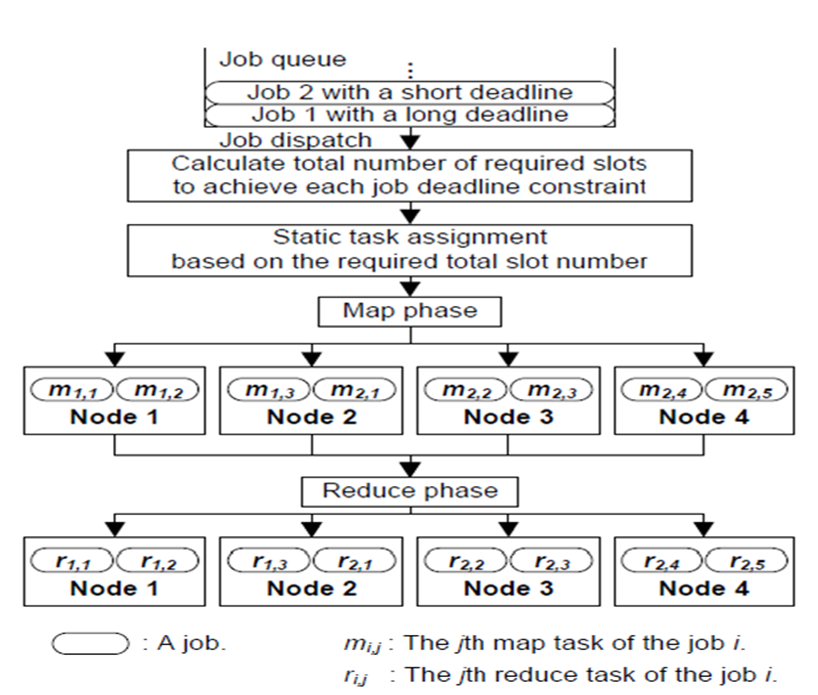 Job queue
⋮
Job 2 with a short deadline
Job 1 with a long deadline
Job dispatch
Calculate total number of required slots
to achieve each job deadline constraint
Static task assignment
based on the required total slot number
Map phase
m1,1 m1,2 m1,3 m2,1 m2,2 m2,3 m2,4 m2,5
Node 1 Node 2 Node 3 Node 4
Reduce phase
r1,1 r1,2 r1,3 r2,1 r2,2 r2,3 r2,4 r2,5
Node 1 Node 2 Node 3 Node 4
: A job. mi,j : The jth map task of the job i.
ri,j : The jth reduce task of the job i.